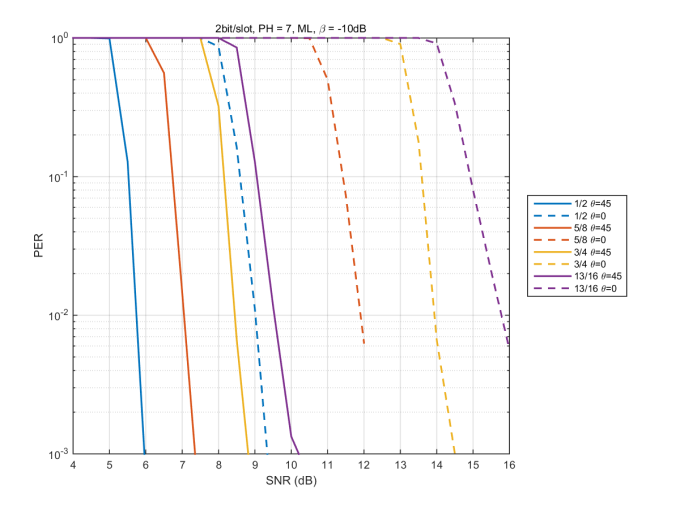 2bit/slot, PH = 7, ML, β = -10dB
10^0
10^-1
10^-2
10^-3
PER
4 5 6 7 8 9 10 11 12 13 14 15 16
SNR (dB)
1/2 θ=45
1/2 θ=0
5/8 θ=45
5/8 θ=0
3/4 θ=45
3/4 θ=0
13/16 θ=45
13/16 θ=0